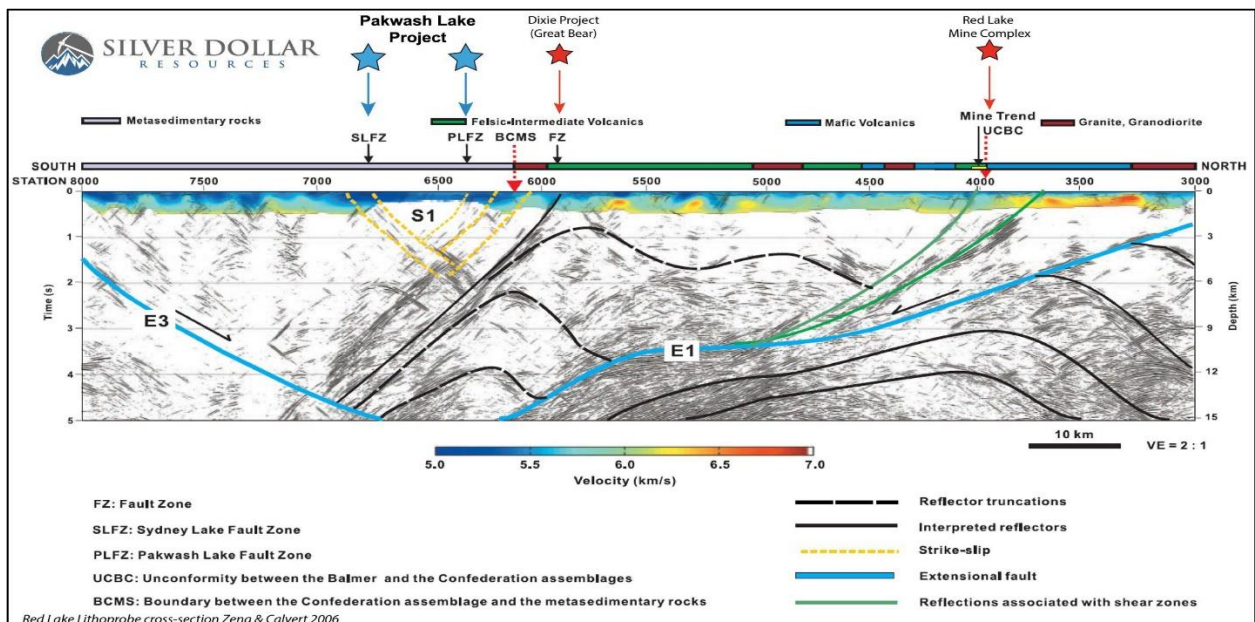 SILVER DOLLAR
RESOURCES
Pakwash Lake
Project
Dixie Project
(Great Bear)
Red Lake
Mine Complex
Metasedimentary rocks
Felsic-Intermediate Volcanics
Mafic Volcanics
Granite, Granodiorite
SLFZ
PLFZ
BCMS
FZ
Mine Trend
UCBC
SOUTH
NORTH
STATION 8000 7500 7000 6500 6000 5500 5000 4500 4000 3500 3000
0
1
2
3
4
5
Time (s)
S1
E3
E1
0
3
6
9
12
15
Depth (km)
10 km
VE = 2 : 1
5.0 5.5 6.0 6.5 7.0
Velocity (km/s)
FZ: Fault Zone
SLFZ: Sydney Lake Fault Zone
PLFZ: Pakwash Lake Fault Zone
UCBC: Unconformity between the Balmer and the Confederation assemblages
BCMS: Boundary between the Confederation assemblage and the metasedimentary rocks
Reflector truncations
Interpreted reflectors
Strike-slip
Extensional fault
Reflections associated with shear zones
Red Lake Lithoprobe cross-section Zeng & Calvert 2006